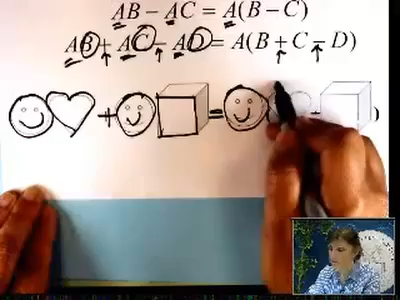 AB − AC = A(B − C)
AB + AC − AD = A(B + C − D)
+ = )